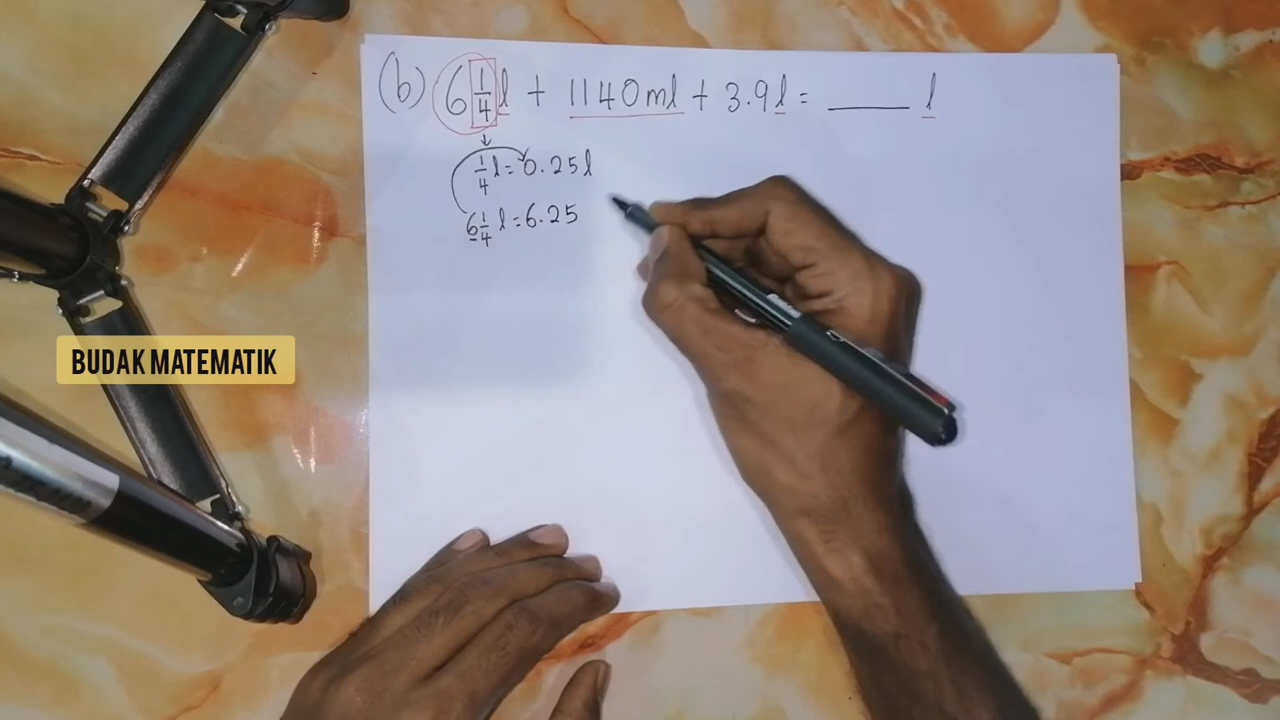 (b) 6 1/4 l + 1140 ml + 3.9 l = ____ l
1/4 l = 0.25 l
6 1/4 l = 6.25
BUDAK MATEMATIK